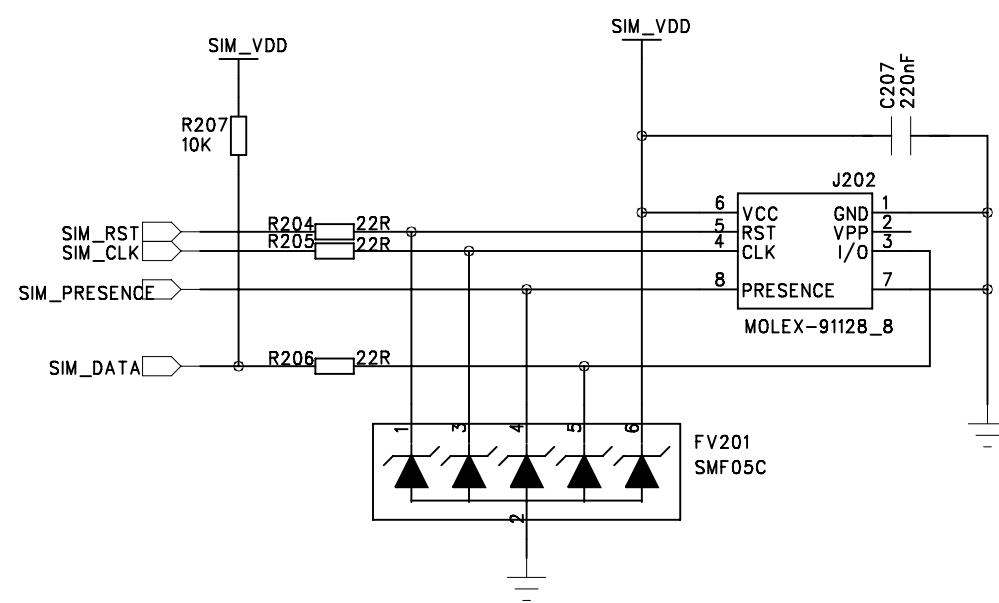 SIM_VDD
SIM_VDD
C207
220nF
R207
10K
J202
SIM_RST
R204
22R
5
RST
VPP
2
6
VCC
GND
1
SIM_CLK
R205
22R
4
CLK
I/O
3
SIM_PRESENCE
8
PRESENCE
7
MOLEX-91128_8
SIM_DATA
R206
22R
1
3
4
5
6
FV201
SMF05C
2